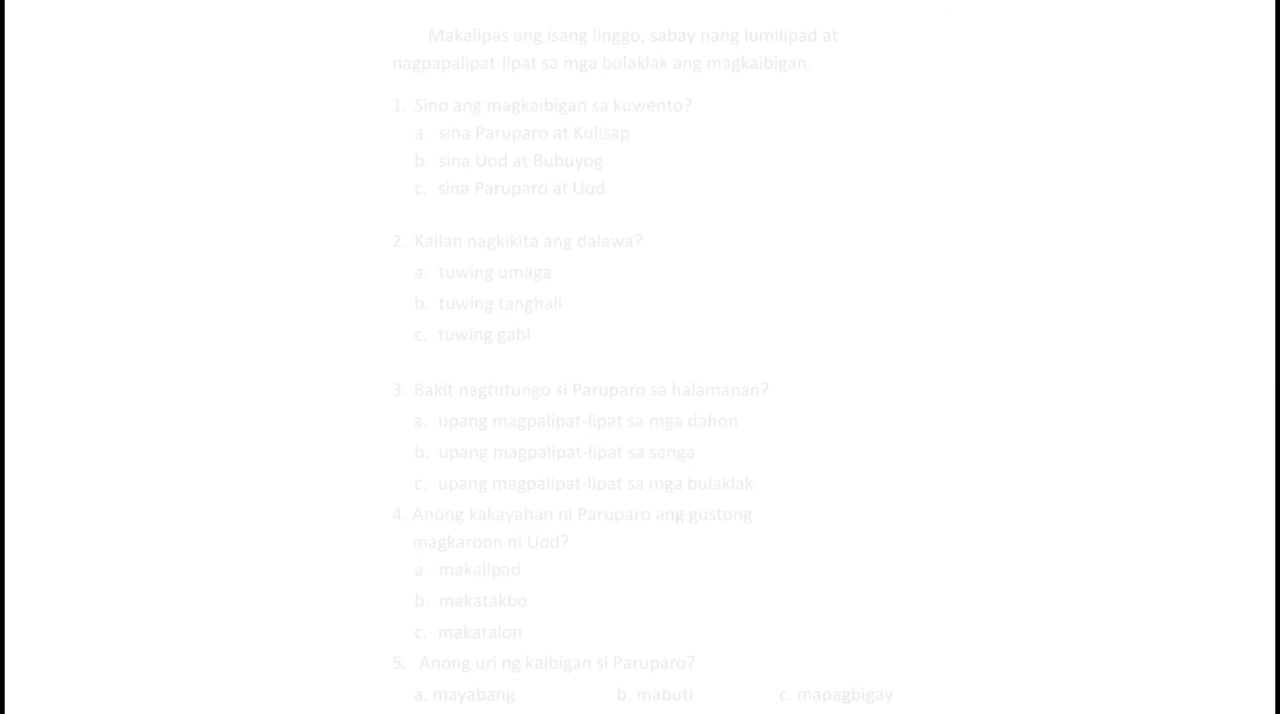 Makalipas ang isang linggo, sabay nang lumilipad at
nagpapalipat-lipat sa mga bulaklak ang magkaibigan.
1. Sino ang magkaibigan sa kuwento?
a. sina Paruparo at Kulisap
b. sina Uod at Bubuyog
c. sina Paruparo at Uod
2. Kailan nagkikita ang dalawa?
a. tuwing umaga
b. tuwing tanghali
c. tuwing gabi
3. Bakit nagtutungo si Paruparo sa halamanan?
a. upang magpalipat-lipat sa mga dahon
b. upang magpalipat-lipat sa sanga
c. upang magpalipat-lipat sa mga bulaklak
4. Anong kakayahan ni Paruparo ang gustong
magkaroon ni Uod?
a. makalipad
b. makatakbo
c. makatalon
5. Anong uri ng kaibigan si Paruparo?
a. mayabang b. mabuti c. mapagbigay